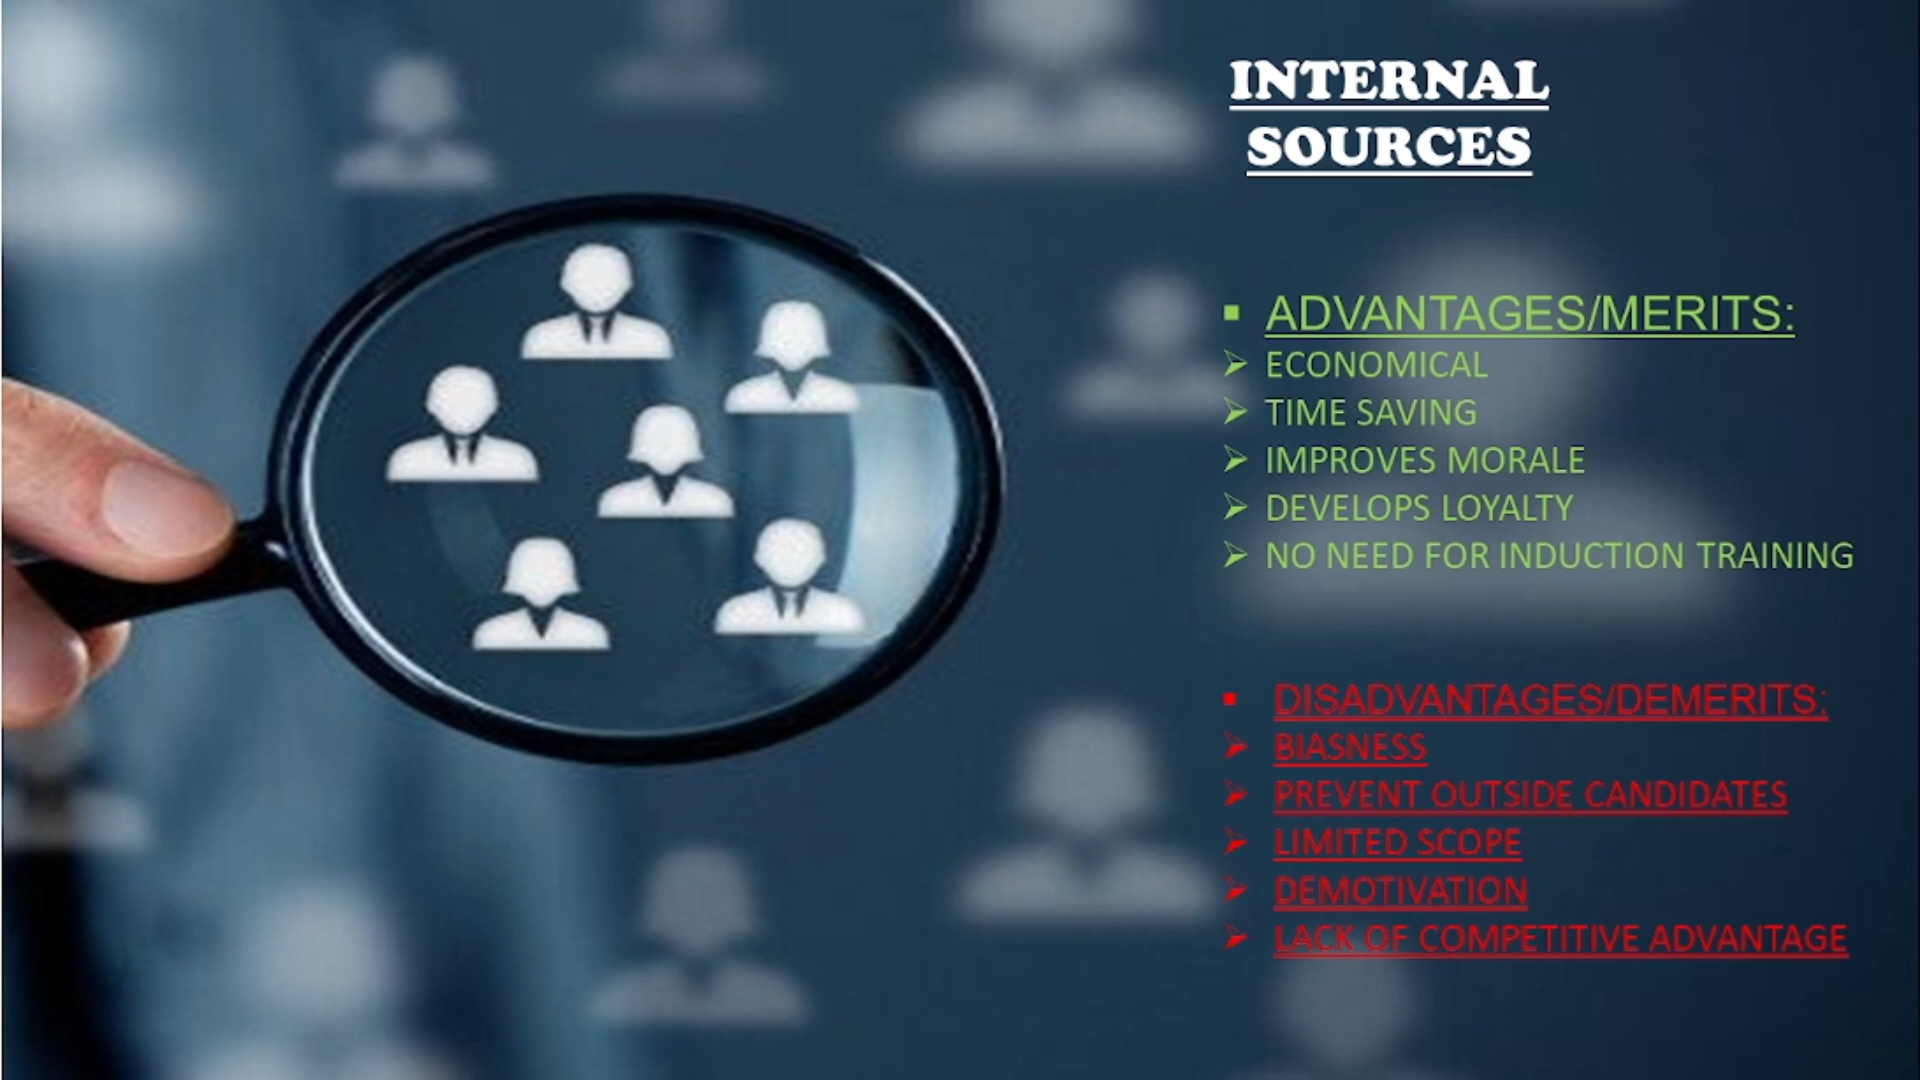 INTERNAL
SOURCES
▪ ADVANTAGES/MERITS:
➢ ECONOMICAL
➢ TIME SAVING
➢ IMPROVES MORALE
➢ DEVELOPS LOYALTY
➢ NO NEED FOR INDUCTION TRAINING
▪ DISADVANTAGES/DEMERITS:
➢ BIASNESS
➢ PREVENT OUTSIDE CANDIDATES
➢ LIMITED SCOPE
➢ DEMOTIVATION
➢ LACK OF COMPETITIVE ADVANTAGE